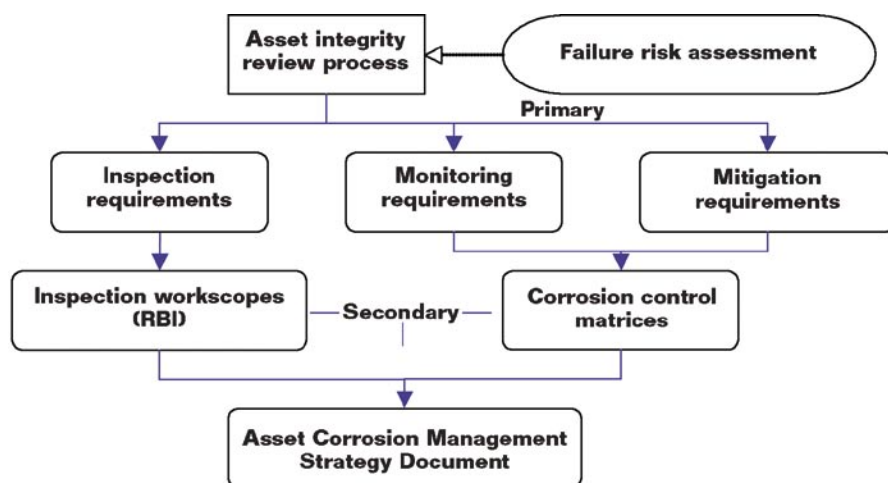 Asset integrity
review process
Failure risk assessment
Primary
Inspection
requirements
Monitoring
requirements
Mitigation
requirements
Inspection workscopes
(RBI)
Secondary
Corrosion control
matrices
Asset Corrosion Management
Strategy Document